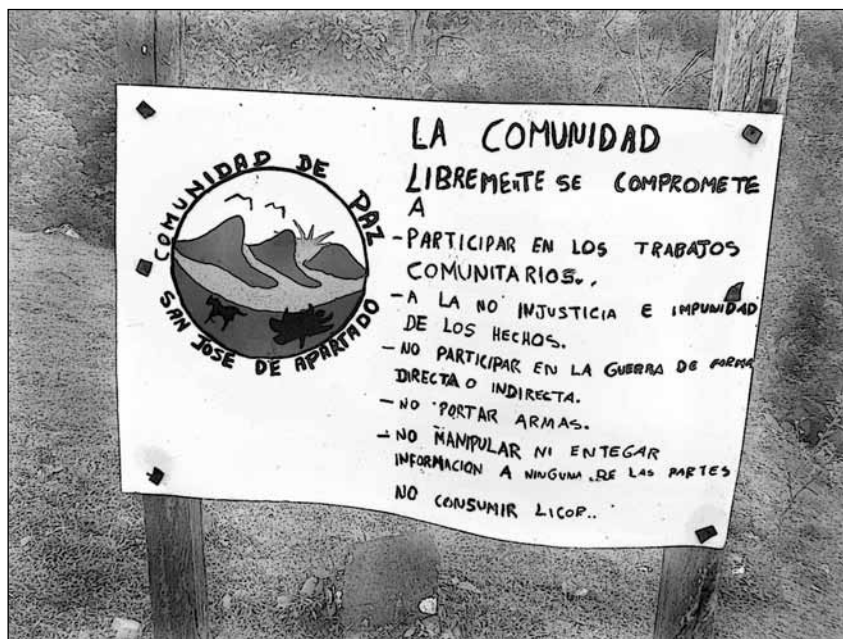 COMUNIDAD DE PAZ
SAN JOSE DE APARTADO
LA COMUNIDAD
LIBREMENTE SE COMPROMETE
A
- PARTICIPAR EN LOS TRABAJOS
COMUNITARIOS..
- A LA NO INJUSTICIA E IMPUNIDAD
DE LOS HECHOS.
- NO PARTICIPAR EN LA GUERRA DE FORMA
DIRECTA O INDIRECTA.
- NO PORTAR ARMAS.
- NO MANIPULAR NI ENTEGAR
INFORMACION A NINGUNA DE LAS PARTES
NO CONSUMIR LICOR..